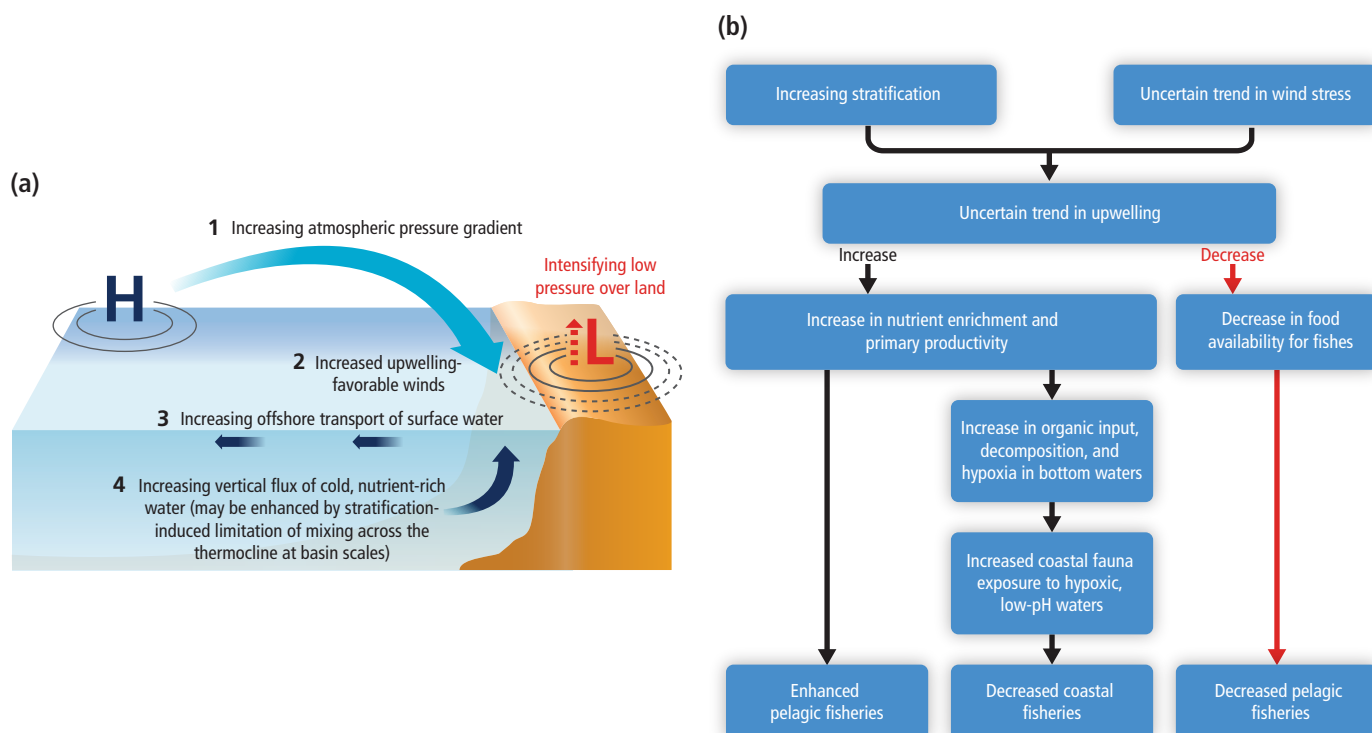 (a)
1 Increasing atmospheric pressure gradient
H
Intensifying low
pressure over land
L
2 Increased upwelling-
favorable winds
3 Increasing offshore transport of surface water
4 Increasing vertical flux of cold, nutrient-rich
water (may be enhanced by stratification-
induced limitation of mixing across the
thermocline at basin scales)
(b)
Increasing stratification
Uncertain trend in wind stress
Uncertain trend in upwelling
Increase
Decrease
Increase in nutrient enrichment and
primary productivity
Decrease in food
availability for fishes
Increase in organic input,
decomposition, and
hypoxia in bottom waters
Increased coastal fauna
exposure to hypoxic,
low-pH waters
Enhanced
pelagic fisheries
Decreased coastal
fisheries
Decreased pelagic
fisheries